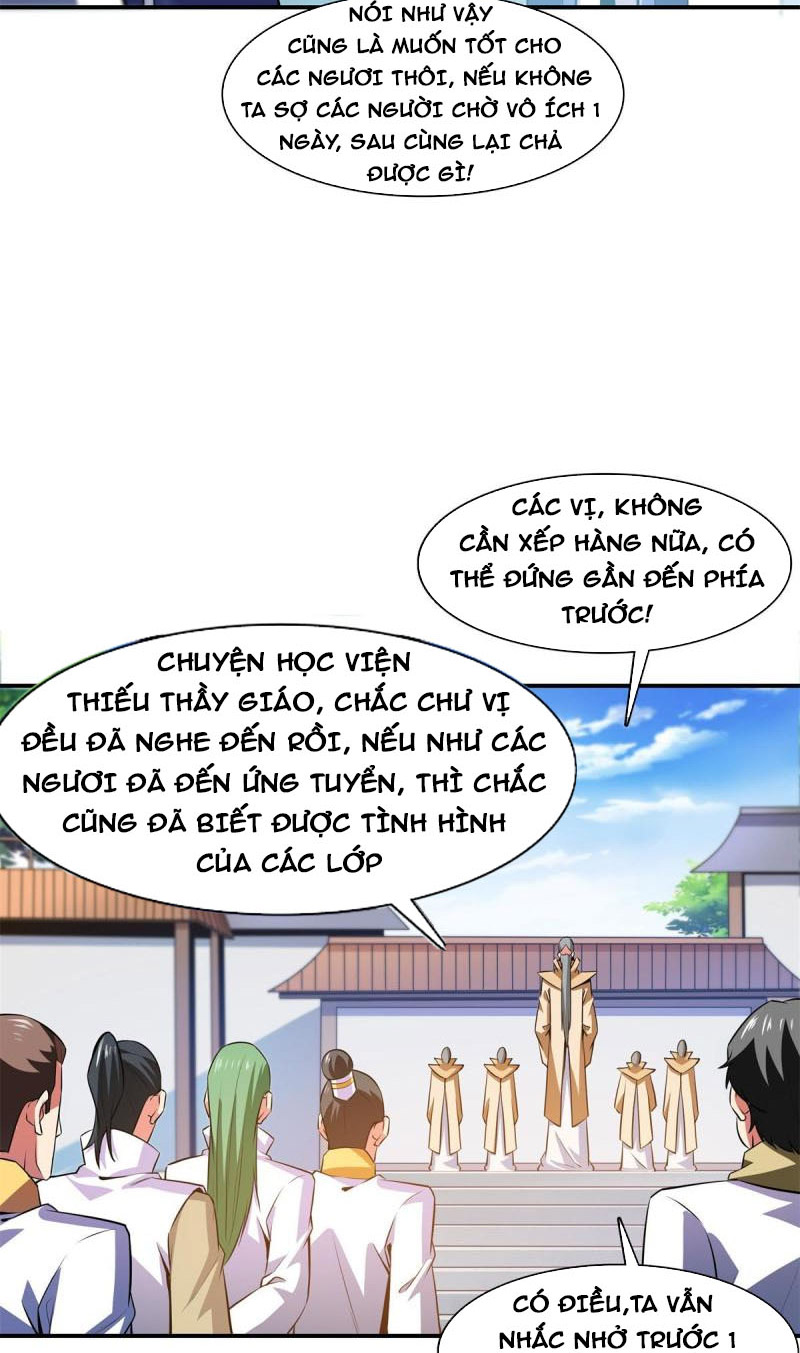 NÓI NHƯ VẬY
CŨNG LÀ MUỐN TỐT CHO
CÁC NGƯƠI THÔI, NẾU KHÔNG
TA SỢ CÁC NGƯỜI CHỜ VÔ ÍCH 1
NGÀY, SAU CÙNG LẠI CHẢ
ĐƯỢC GÌ!
CÁC VỊ, KHÔNG
CẦN XẾP HÀNG NỮA, CÓ
THỂ ĐỨNG GẦN ĐẾN PHÍA
TRƯỚC!
CHUYỆN HỌC VIỆN
THIẾU THẦY GIÁO, CHẮC CHƯ VỊ
ĐỀU ĐÃ NGHE ĐẾN RỒI, NẾU NHƯ CÁC
NGƯƠI ĐÃ ĐẾN ỨNG TUYỂN, THÌ CHẮC
CŨNG ĐÃ BIẾT ĐƯỢC TÌNH HÌNH
CỦA CÁC LỚP
CÓ ĐIỀU,TA VẪN
NHẮC NHỞ TRƯỚC 1